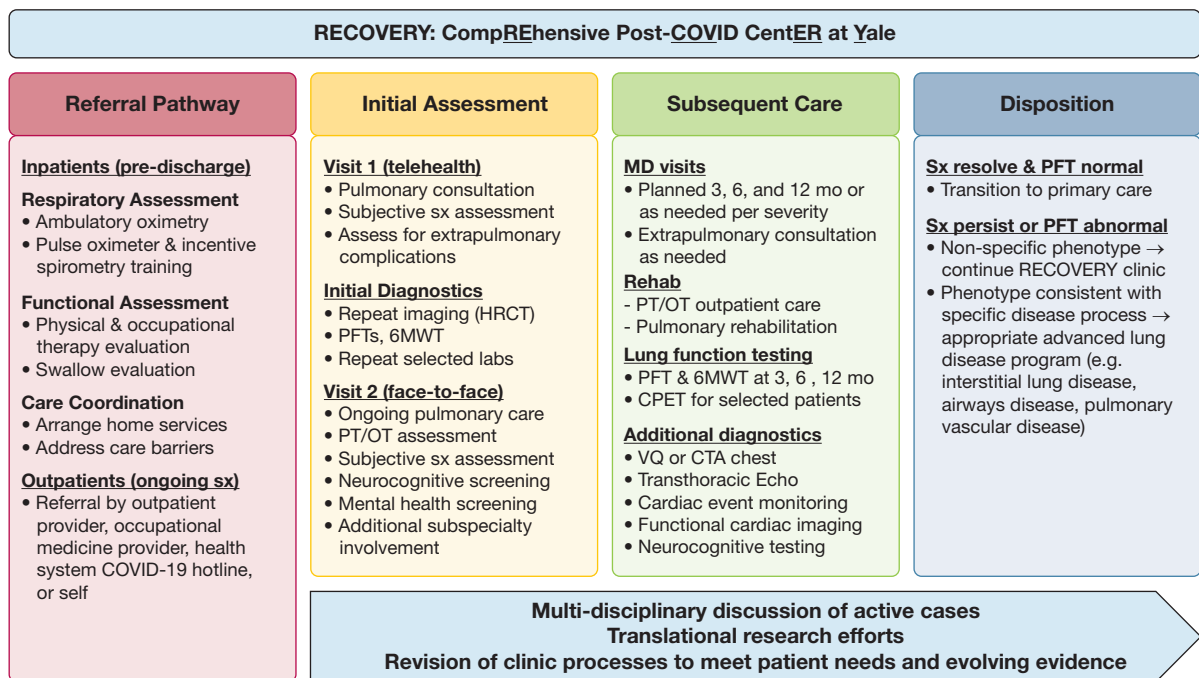 RECOVERY: CompREhensive Post-COVID CentER at Yale
Referral Pathway
Inpatients (pre-discharge)
Respiratory Assessment
• Ambulatory oximetry
• Pulse oximeter & incentive
spirometry training
Functional Assessment
• Physical & occupational
therapy evaluation
• Swallow evaluation
Care Coordination
• Arrange home services
• Address care barriers
Outpatients (ongoing sx)
• Referral by outpatient
provider, occupational
medicine provider, health
system COVID-19 hotline,
or self
Initial Assessment
Visit 1 (telehealth)
• Pulmonary consultation
• Subjective sx assessment
• Assess for extrapulmonary
complications
Initial Diagnostics
• Repeat imaging (HRCT)
• PFTs, 6MWT
• Repeat selected labs
Visit 2 (face-to-face)
• Ongoing pulmonary care
• PT/OT assessment
• Subjective sx assessment
• Neurocognitive screening
• Mental health screening
• Additional subspecialty
involvement
Subsequent Care
MD visits
• Planned 3, 6, and 12 mo or
as needed per severity
• Extrapulmonary consultation
as needed
Rehab
- PT/OT outpatient care
- Pulmonary rehabilitation
Lung function testing
• PFT & 6MWT at 3, 6 , 12 mo
• CPET for selected patients
Additional diagnostics
• VQ or CTA chest
• Transthoracic Echo
• Cardiac event monitoring
• Functional cardiac imaging
• Neurocognitive testing
Disposition
Sx resolve & PFT normal
• Transition to primary care
Sx persist or PFT abnormal
• Non-specific phenotype →
continue RECOVERY clinic
• Phenotype consistent with
specific disease process →
appropriate advanced lung
disease program (e.g.
interstitial lung disease,
airways disease, pulmonary
vascular disease)
Multi-disciplinary discussion of active cases
Translational research efforts
Revision of clinic processes to meet patient needs and evolving evidence